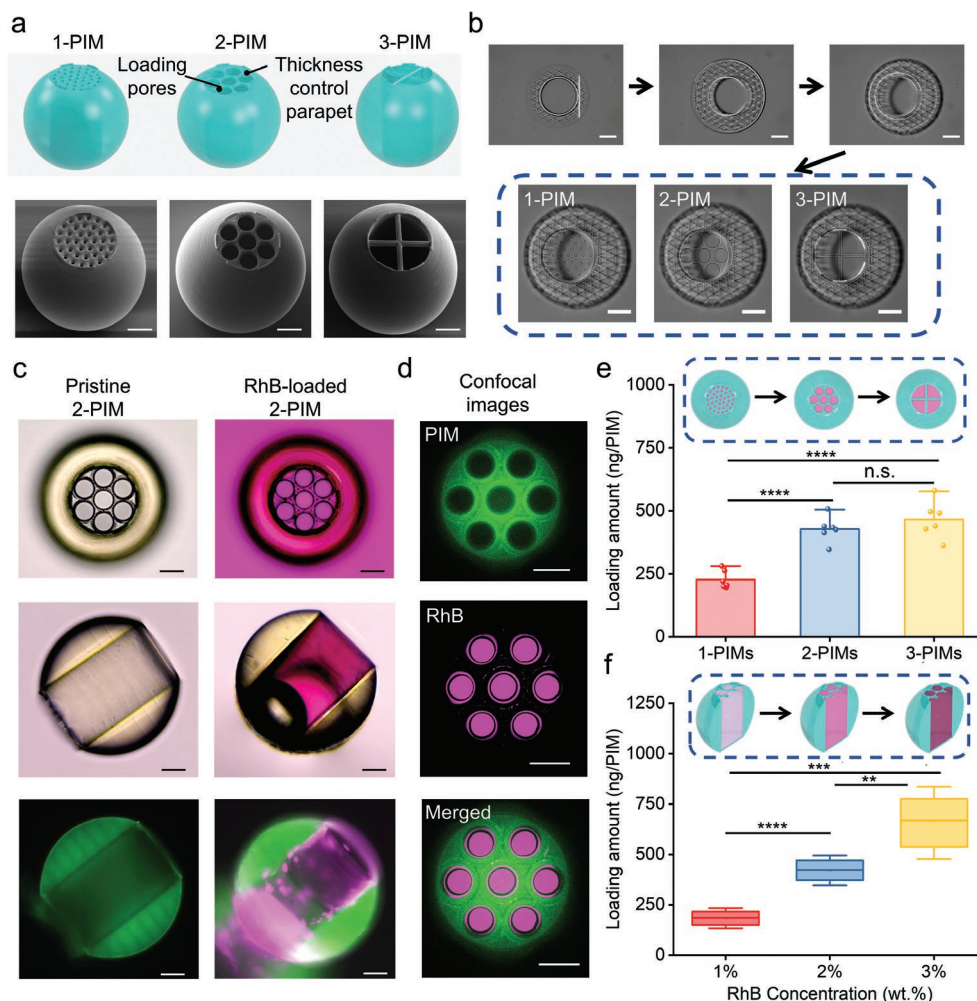 a
1-PIM
2-PIM
3-PIM
Loading
pores
Thickness
control
parapet
b
1-PIM
2-PIM
3-PIM
c
Pristine
2-PIM
RhB-loaded
2-PIM
d
Confocal
images
PIM
RhB
Merged
e
Loading amount (ng/PIM)
1000
750
500
250
0
****
****
n.s.
1-PIMs
2-PIMs
3-PIMs
f
Loading amount (ng/PIM)
1250
1000
750
500
250
0
***
**
****
1%
2%
3%
RhB Concentration (wt.%)